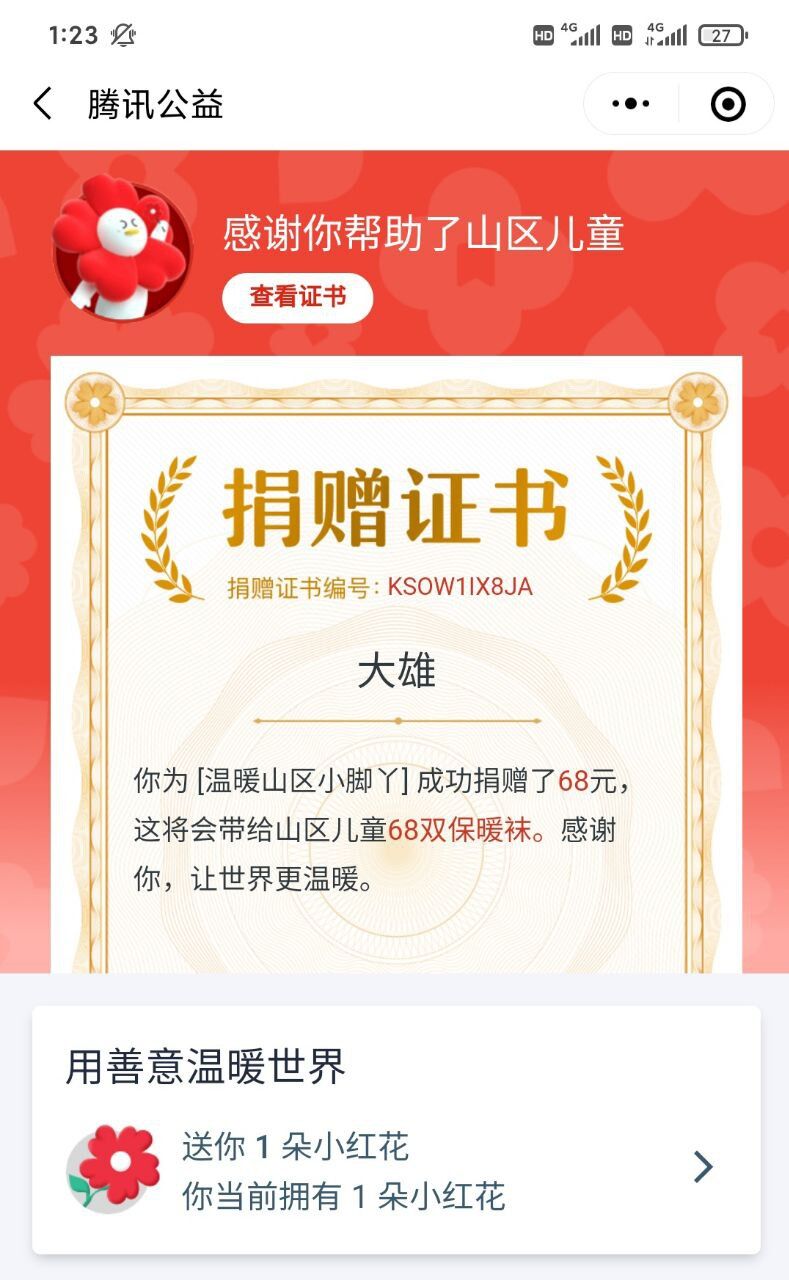 1:23
HD 4G HD 4G 27
腾讯公益
感谢你帮助了山区儿童
查看证书
捐赠证书
捐赠证书编号：KSOW1IX8JA
大雄
你为 [温暖山区小脚丫] 成功捐赠了68元，
这将会带给山区儿童68双保暖袜。感谢
你，让世界更温暖。
用善意温暖世界
送你 1 朵小红花
你当前拥有 1 朵小红花